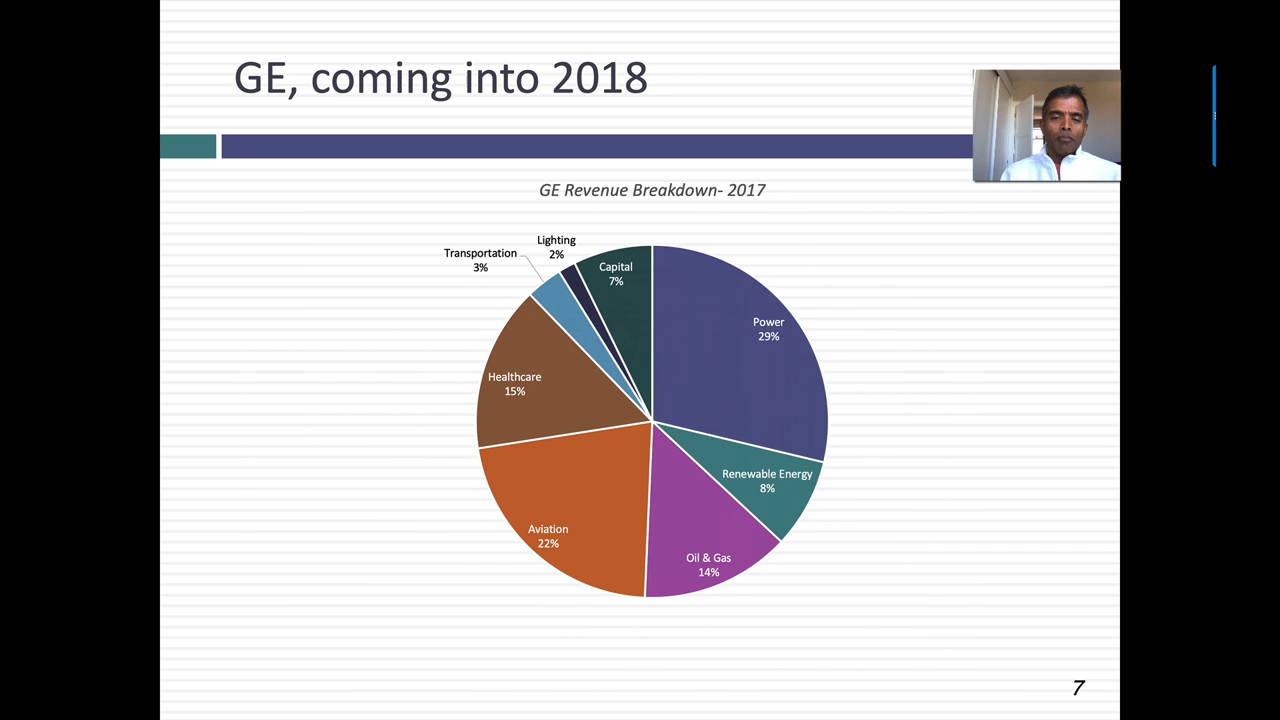 GE, coming into 2018
GE Revenue Breakdown- 2017
Lighting
2%
Transportation
3%
Capital
7%
Power
29%
Healthcare
15%
Renewable Energy
8%
Aviation
22%
Oil & Gas
14%
7